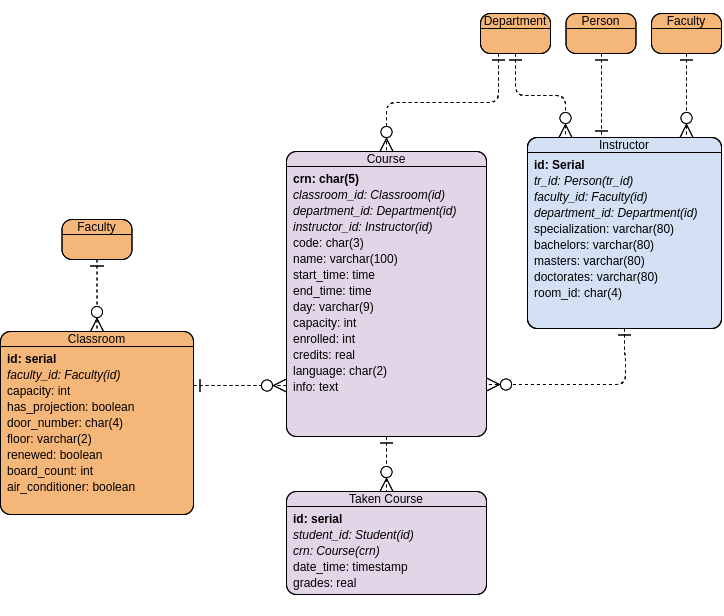 Department
Person
Faculty
Course
crn: char(5)
classroom_id: Classroom(id)
department_id: Department(id)
instructor_id: Instructor(id)
code: char(3)
name: varchar(100)
start_time: time
end_time: time
day: varchar(9)
capacity: int
enrolled: int
credits: real
language: char(2)
info: text
Instructor
id: Serial
tr_id: Person(tr_id)
faculty_id: Faculty(id)
department_id: Department(id)
specialization: varchar(80)
bachelors: varchar(80)
masters: varchar(80)
doctorates: varchar(80)
room_id: char(4)
Faculty
Classroom
id: serial
faculty_id: Faculty(id)
capacity: int
has_projection: boolean
door_number: char(4)
floor: varchar(2)
renewed: boolean
board_count: int
air_conditioner: boolean
Taken Course
id: serial
student_id: Student(id)
crn: Course(crn)
date_time: timestamp
grades: real